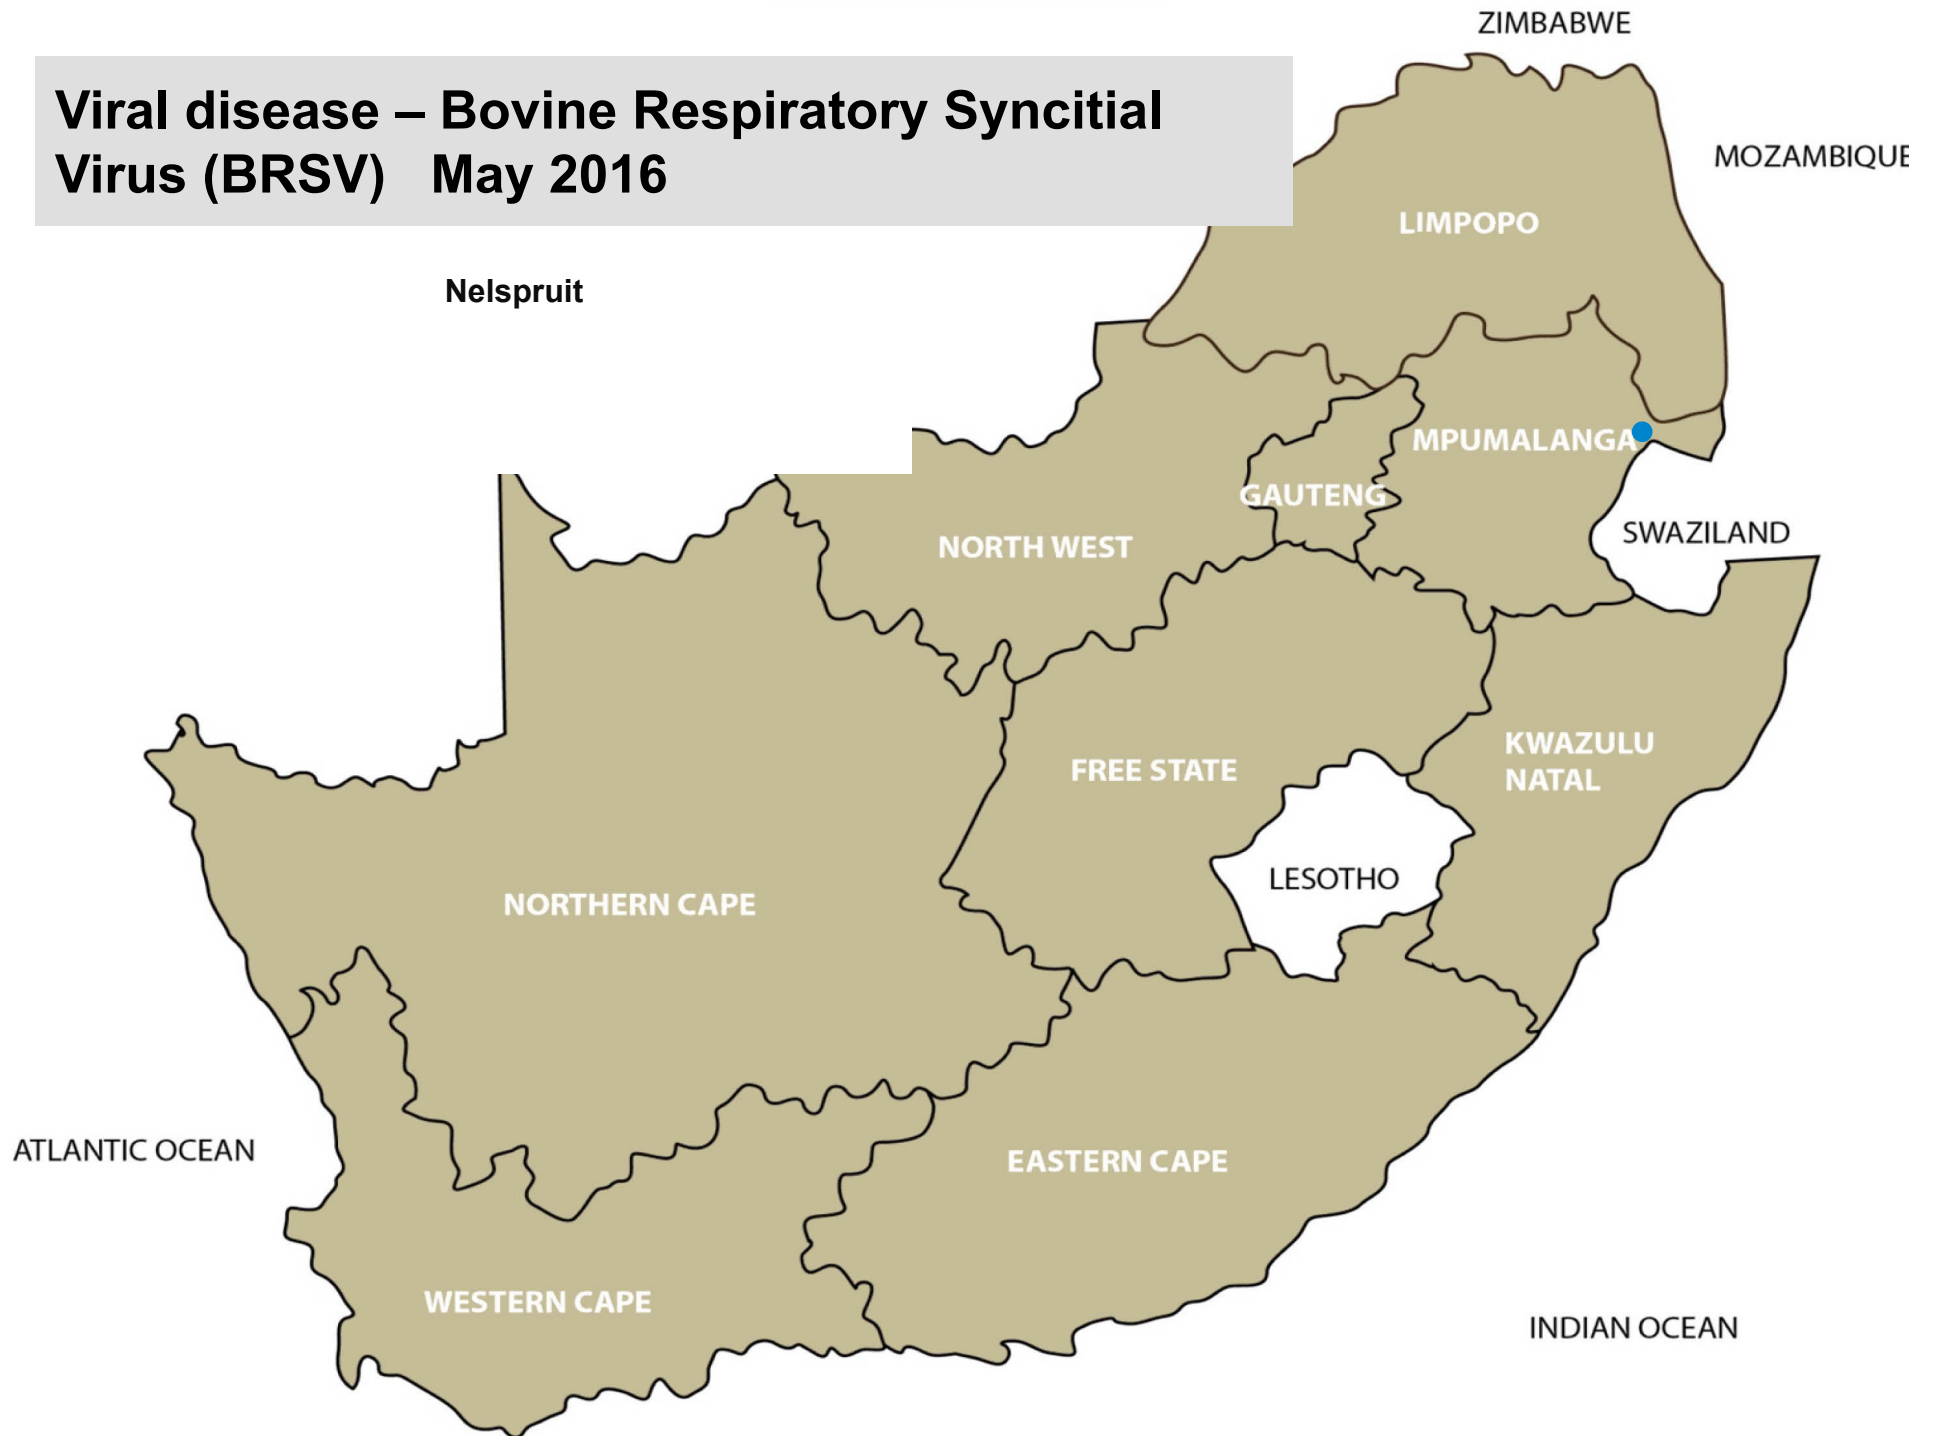 ZIMBABWE
Viral disease – Bovine Respiratory Syncitial
Virus (BRSV) May 2016
MOZAMBIQUE
LIMPOPO
Nelspruit
MPUMALANGA
GAUTENG
SWAZILAND
NORTH WEST
KWAZULU
NATAL
FREE STATE
LESOTHO
NORTHERN CAPE
ATLANTIC OCEAN
EASTERN CAPE
WESTERN CAPE
INDIAN OCEAN